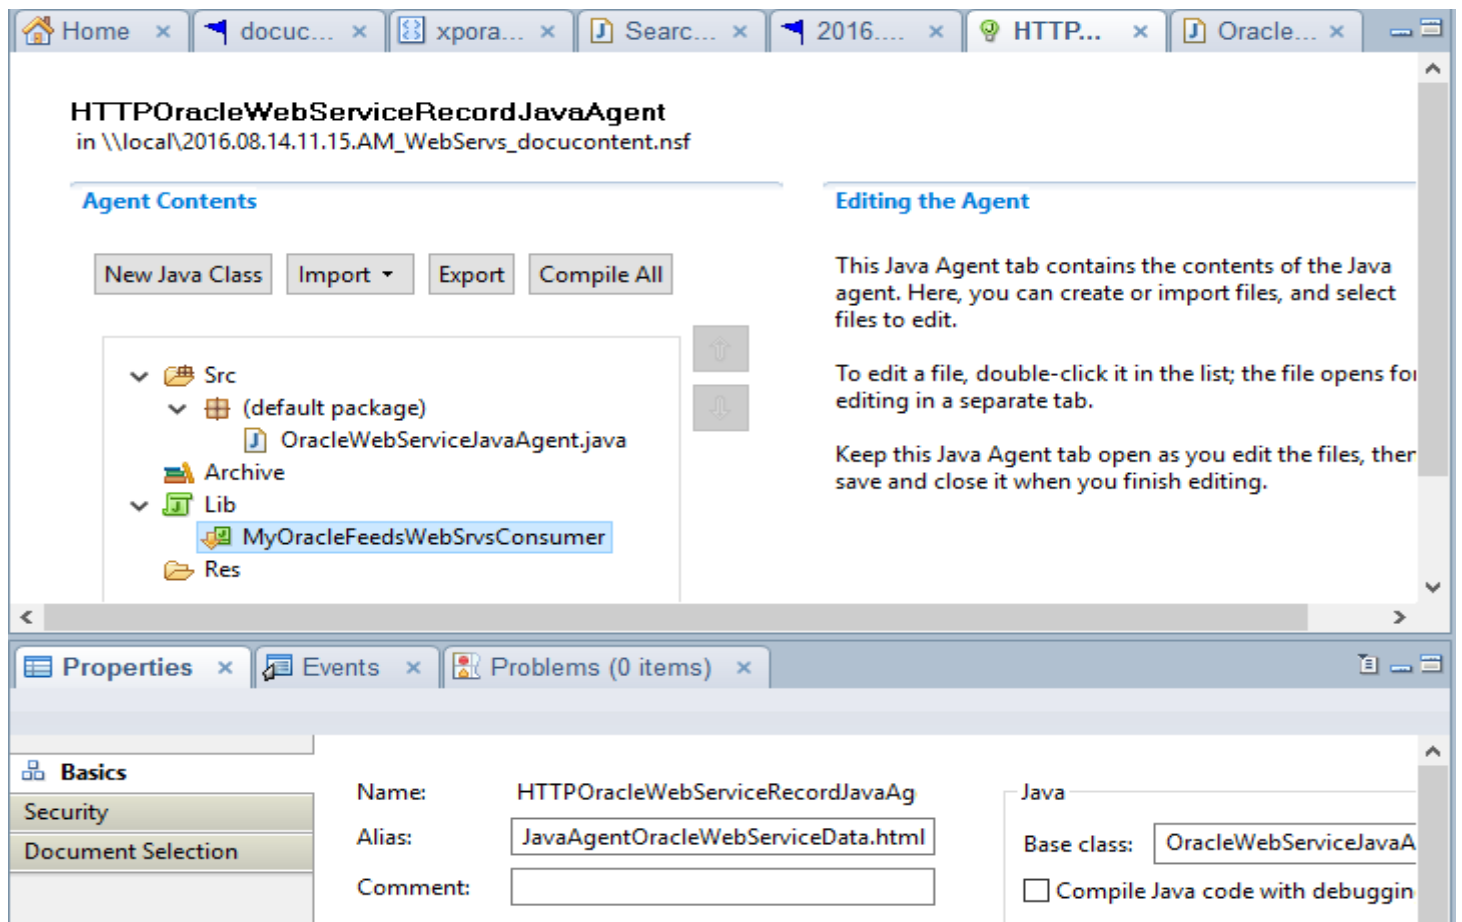 Home docuc... xpora... Searc... 2016.... HTTP... Oracle...
HTTPOracleWebServiceRecordJavaAgent
in \\local\2016.08.14.11.15.AM_WebServs_docucontent.nsf
Agent Contents
New Java Class Import Export Compile All
Src
(default package)
OracleWebServiceJavaAgent.java
Archive
Lib
MyOracleFeedsWebSrvsConsumer
Res
Editing the Agent
This Java Agent tab contains the contents of the Java
agent. Here, you can create or import files, and select
files to edit.
To edit a file, double-click it in the list; the file opens for
editing in a separate tab.
Keep this Java Agent tab open as you edit the files, then
save and close it when you finish editing.
Properties Events Problems (0 items)
Basics
Security
Document Selection
Name: HTTPOracleWebServiceRecordJavaAg
Alias: JavaAgentOracleWebServiceData.html
Comment:
Java
Base class: OracleWebServiceJavaA
Compile Java code with debuggin